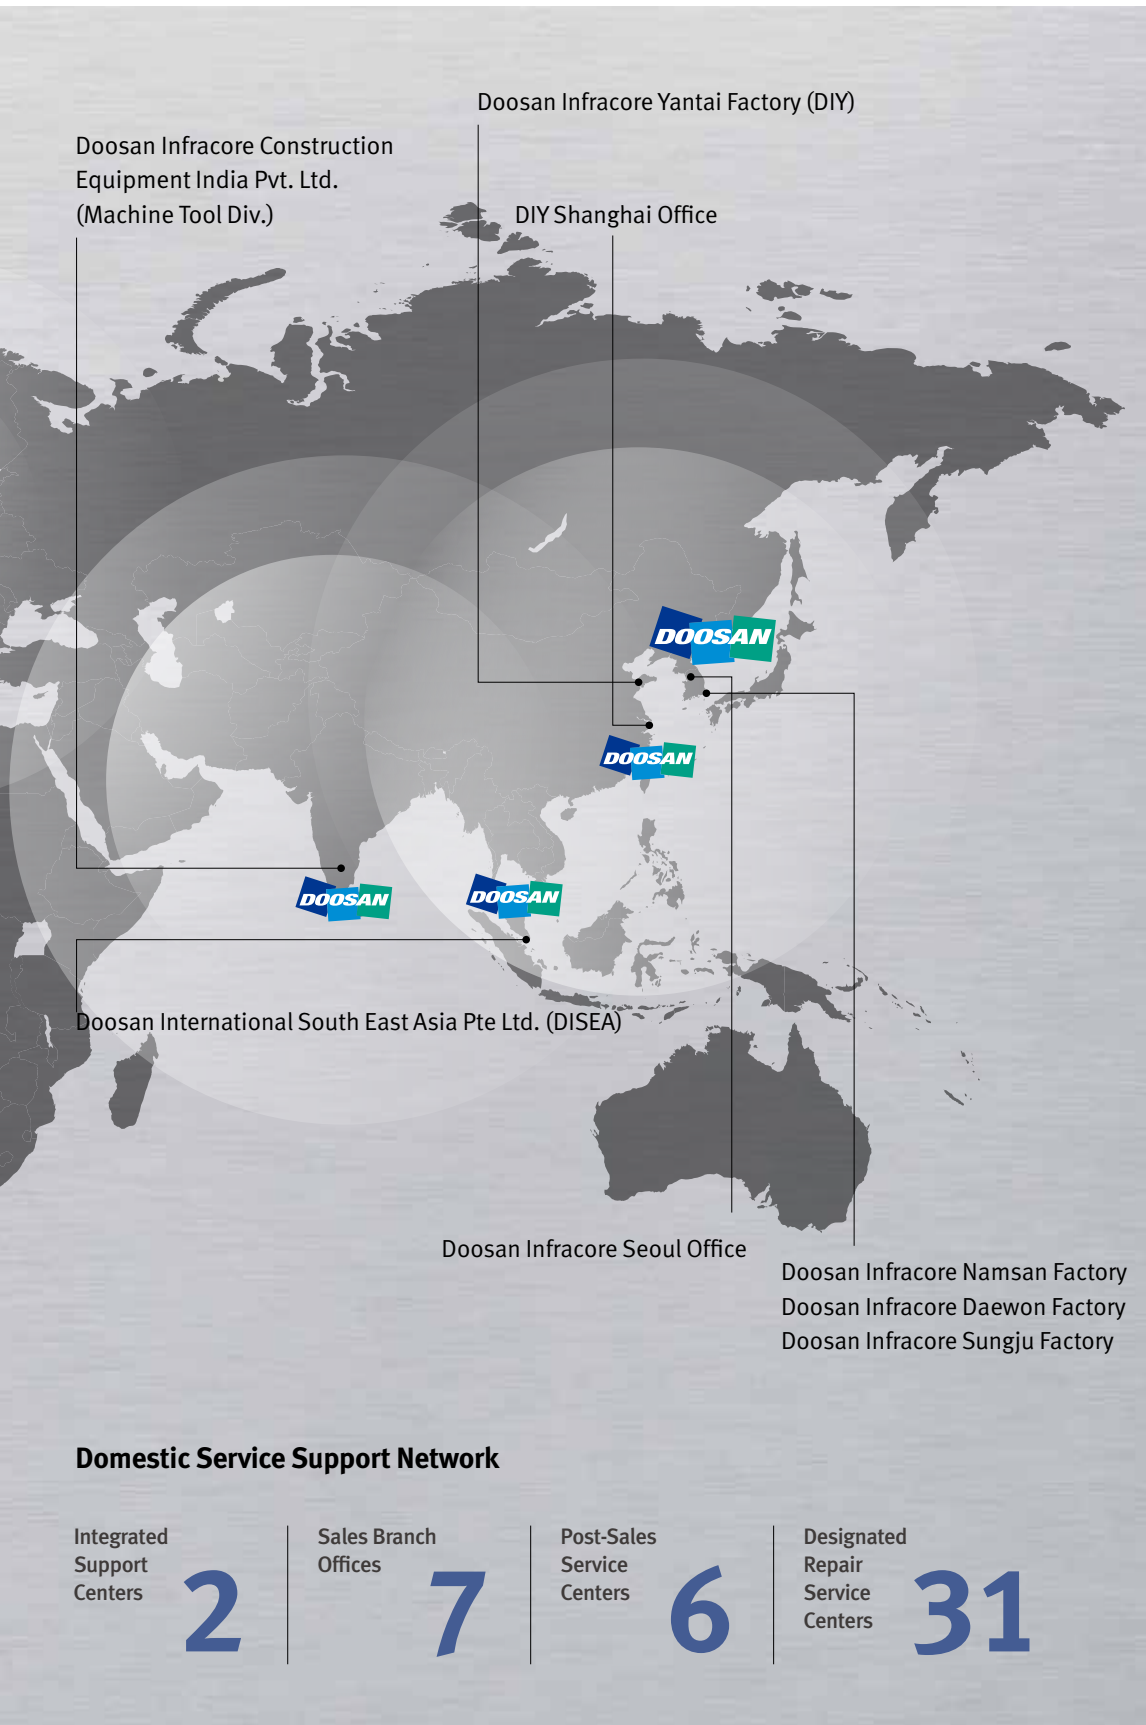 Doosan Infracore Yantai Factory (DIY)
Doosan Infracore Construction
Equipment India Pvt. Ltd.
(Machine Tool Div.)
DIY Shanghai Office
DOOSAN
DOOSAN
DOOSAN
DOOSAN
Doosan International South East Asia Pte Ltd. (DISEA)
Doosan Infracore Seoul Office
Doosan Infracore Namsan Factory
Doosan Infracore Daewon Factory
Doosan Infracore Sungju Factory
Domestic Service Support Network
Integrated
Support
Centers
2
Sales Branch
Offices
7
Post-Sales
Service
Centers
6
Designated
Repair
Service
Centers
31